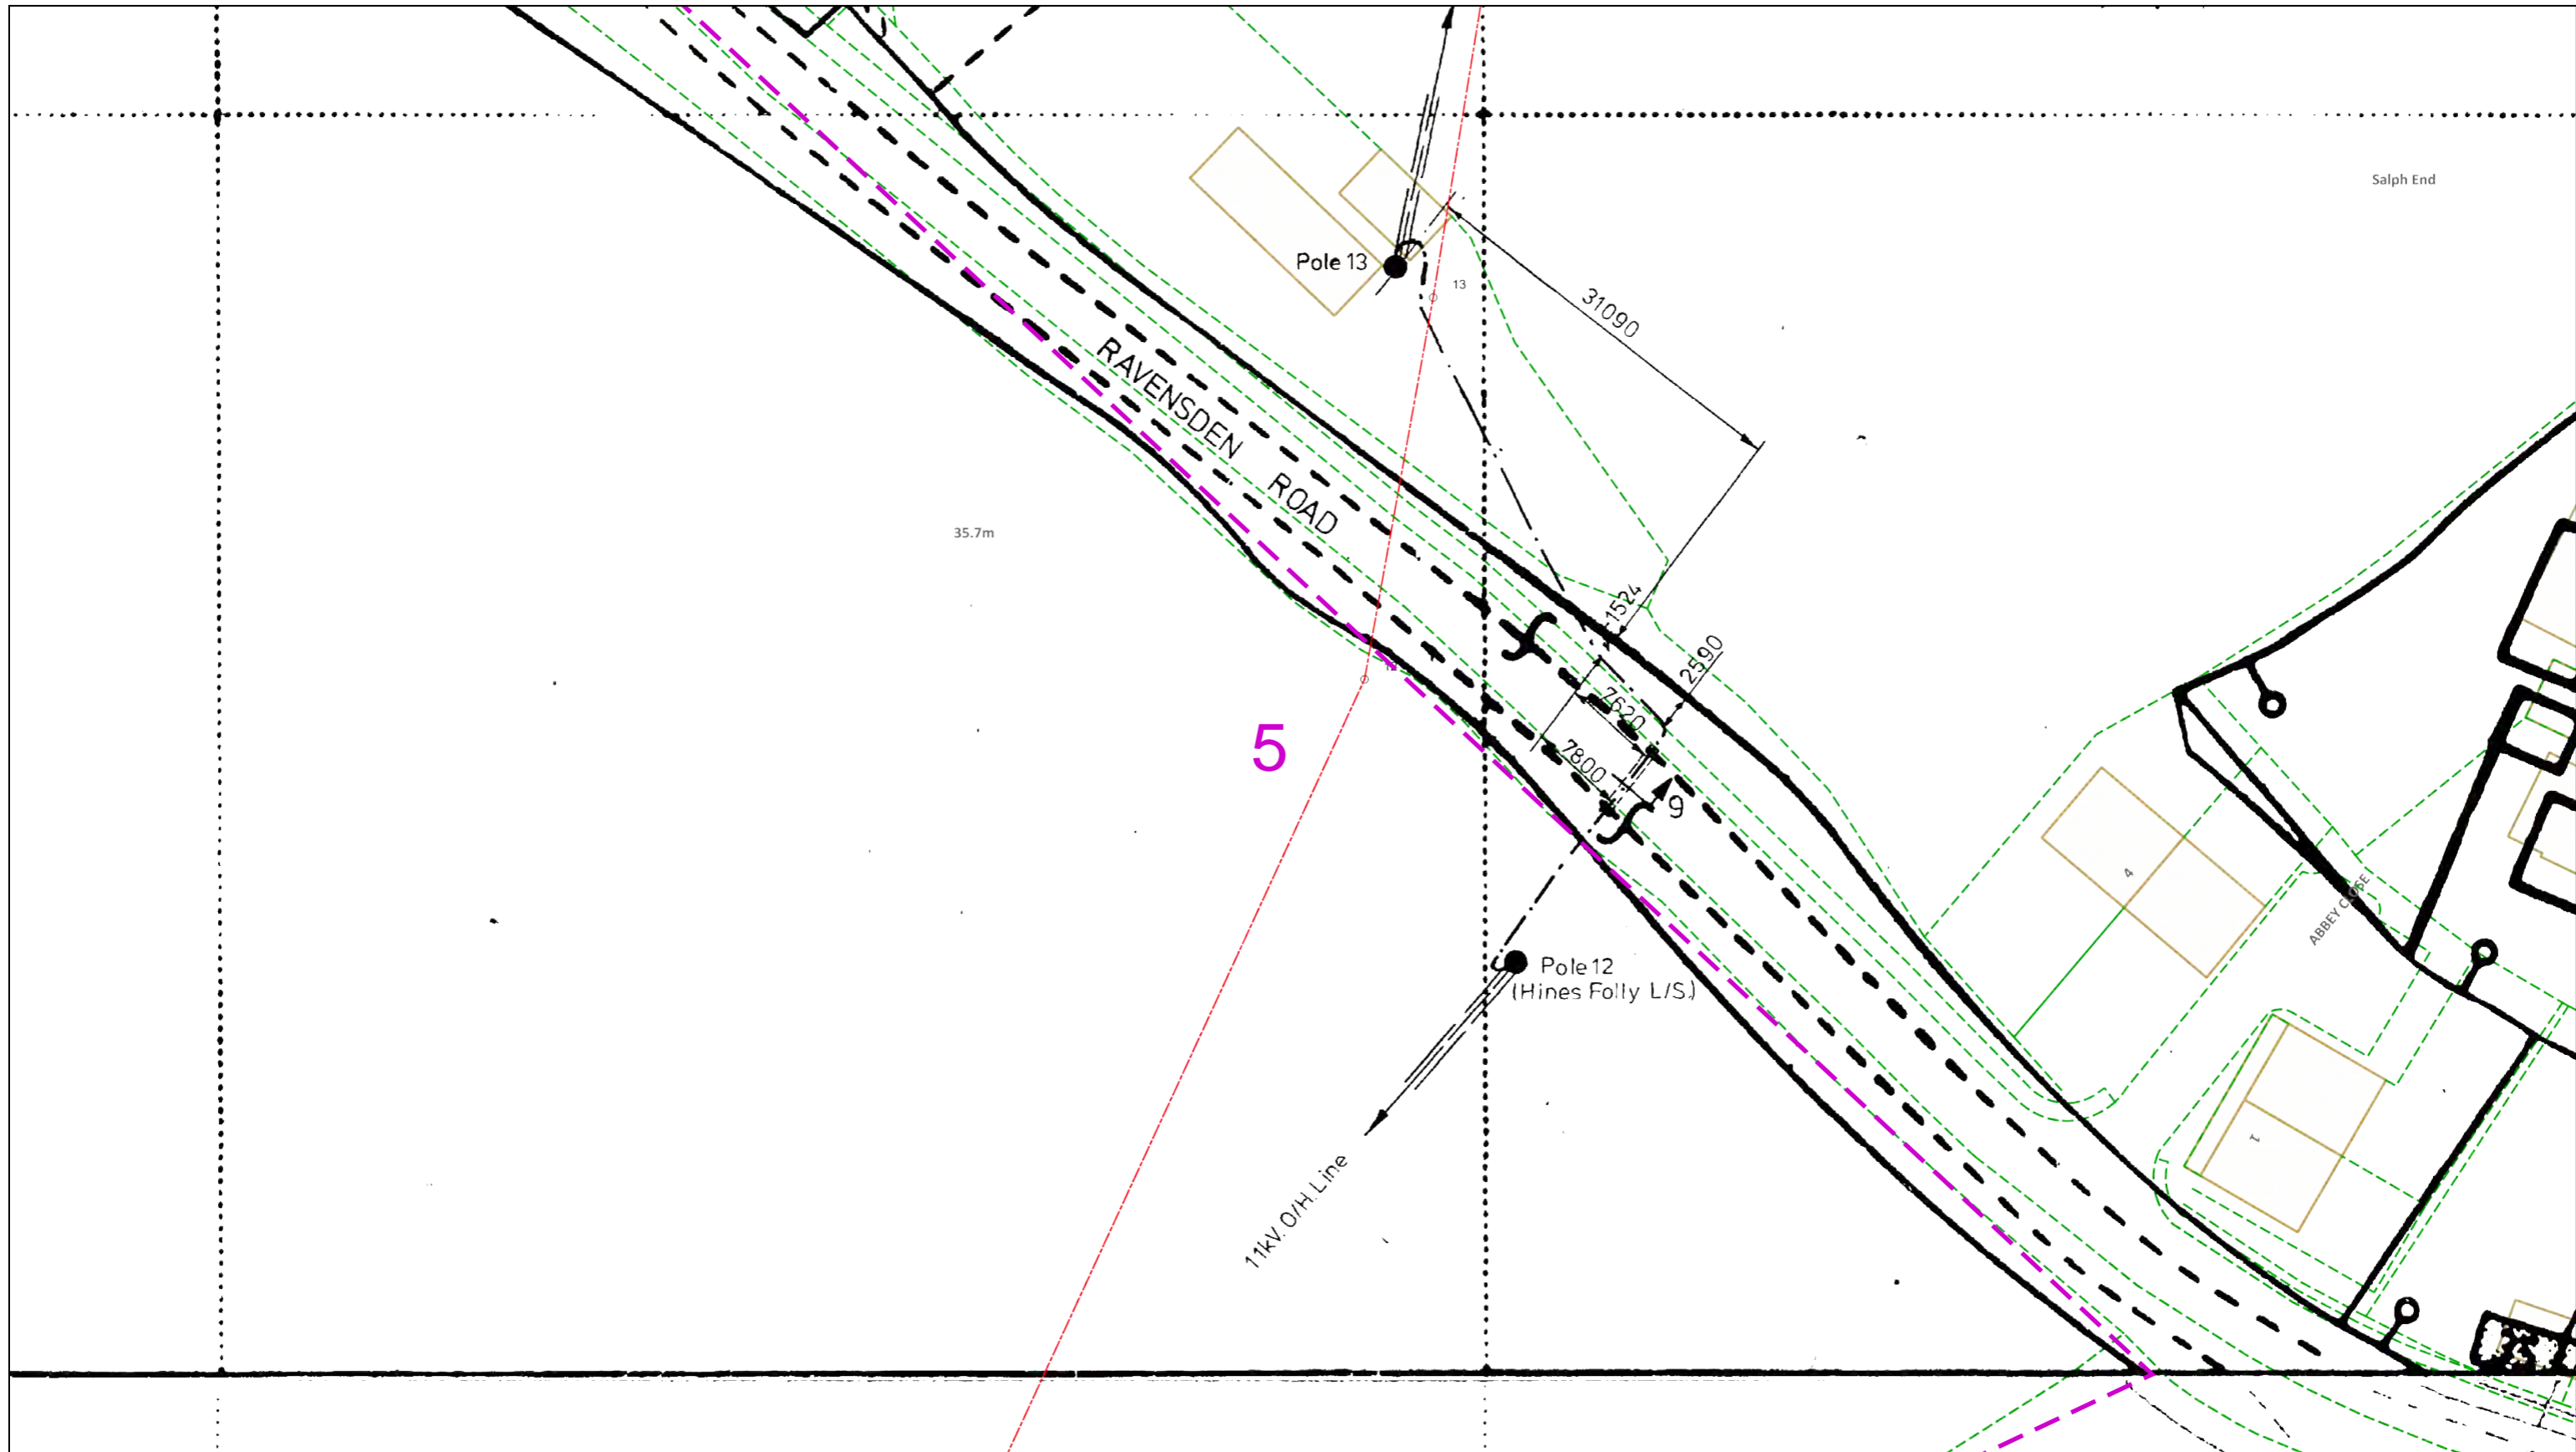 Salph End
Pole 13
13
31090
RAVENSDEN ROAD
35.7m
1524
2590
7620
7800
5
9
4
ABBEY CLOSE
Pole 12
(Hines Folly L/S.)
1
11kV. O/H. Line